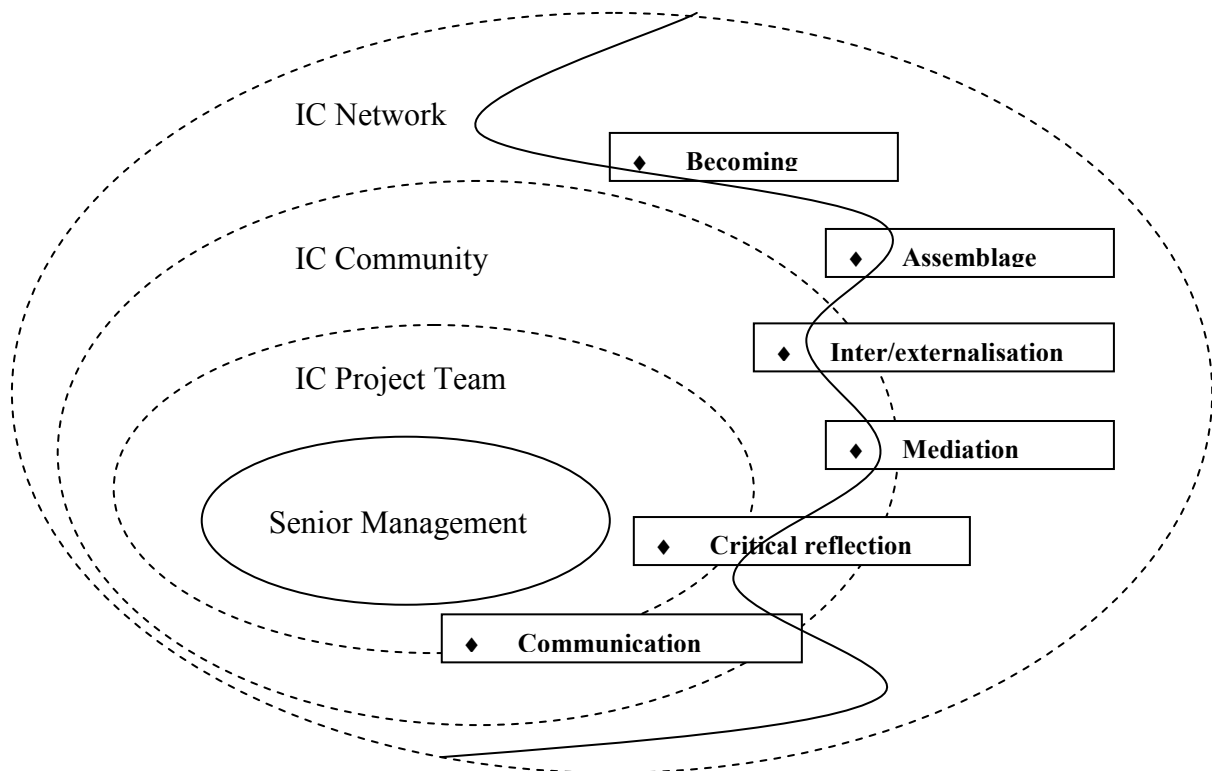 IC Network
♦ Becoming
IC Community
♦ Assemblage
Inter/externalisation
IC Project Team
♦ Mediation
Senior Management
♦ Critical reflection
♦ Communication